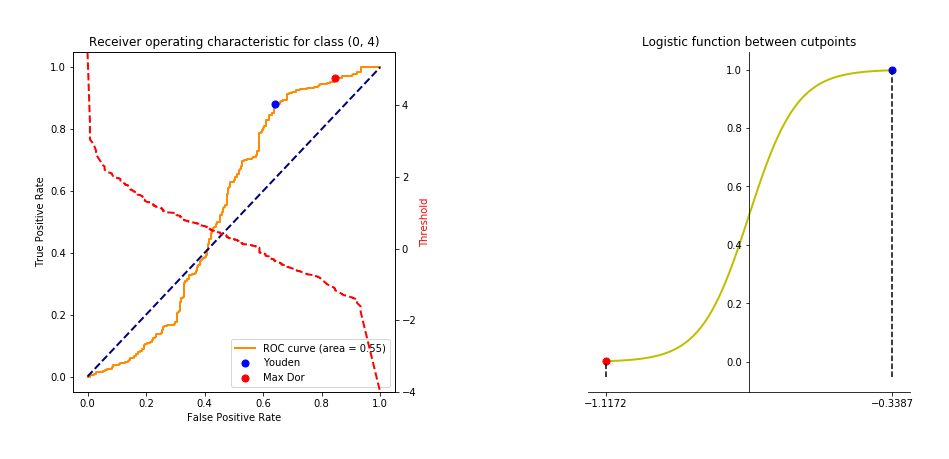 Receiver operating characteristic for class (0, 4)
1.0
0.8
0.6
0.4
0.2
0.0
True Positive Rate
0.0 0.2 0.4 0.6 0.8 1.0
False Positive Rate
4
2
0
−2
−4
Threshold
ROC curve (area = 0.55)
Youden
Max Dor
Logistic function between cutpoints
1.0
0.8
0.6
0.4
0.2
0.0
−1.1172 −0.3387